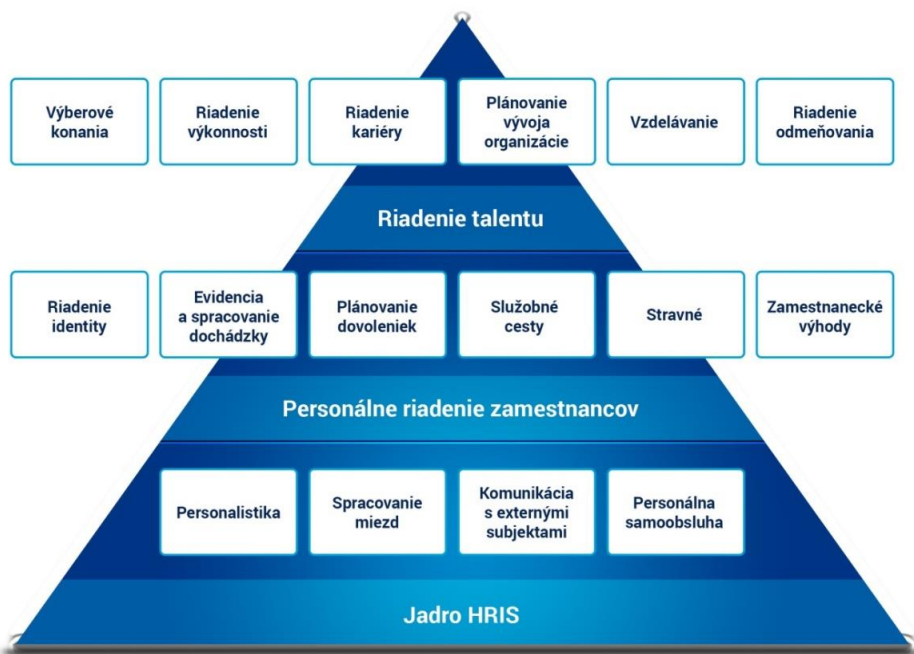 Výberové
konania
Riadenie
výkonnosti
Riadenie
kariéry
Plánovanie
vývoja
organizácie
Vzdelávanie
Riadenie
odmeňovania
Riadenie talentu
Riadenie
identity
Evidencia
a spracovanie
dochádzky
Plánovanie
dovoleniek
Služobné
cesty
Stravné
Zamestnanecké
výhody
Personálne riadenie zamestnancov
Personalistika
Spracovanie
miezd
Komunikácia
s externými
subjektami
Personálna
samoobsluha
Jadro HRIS